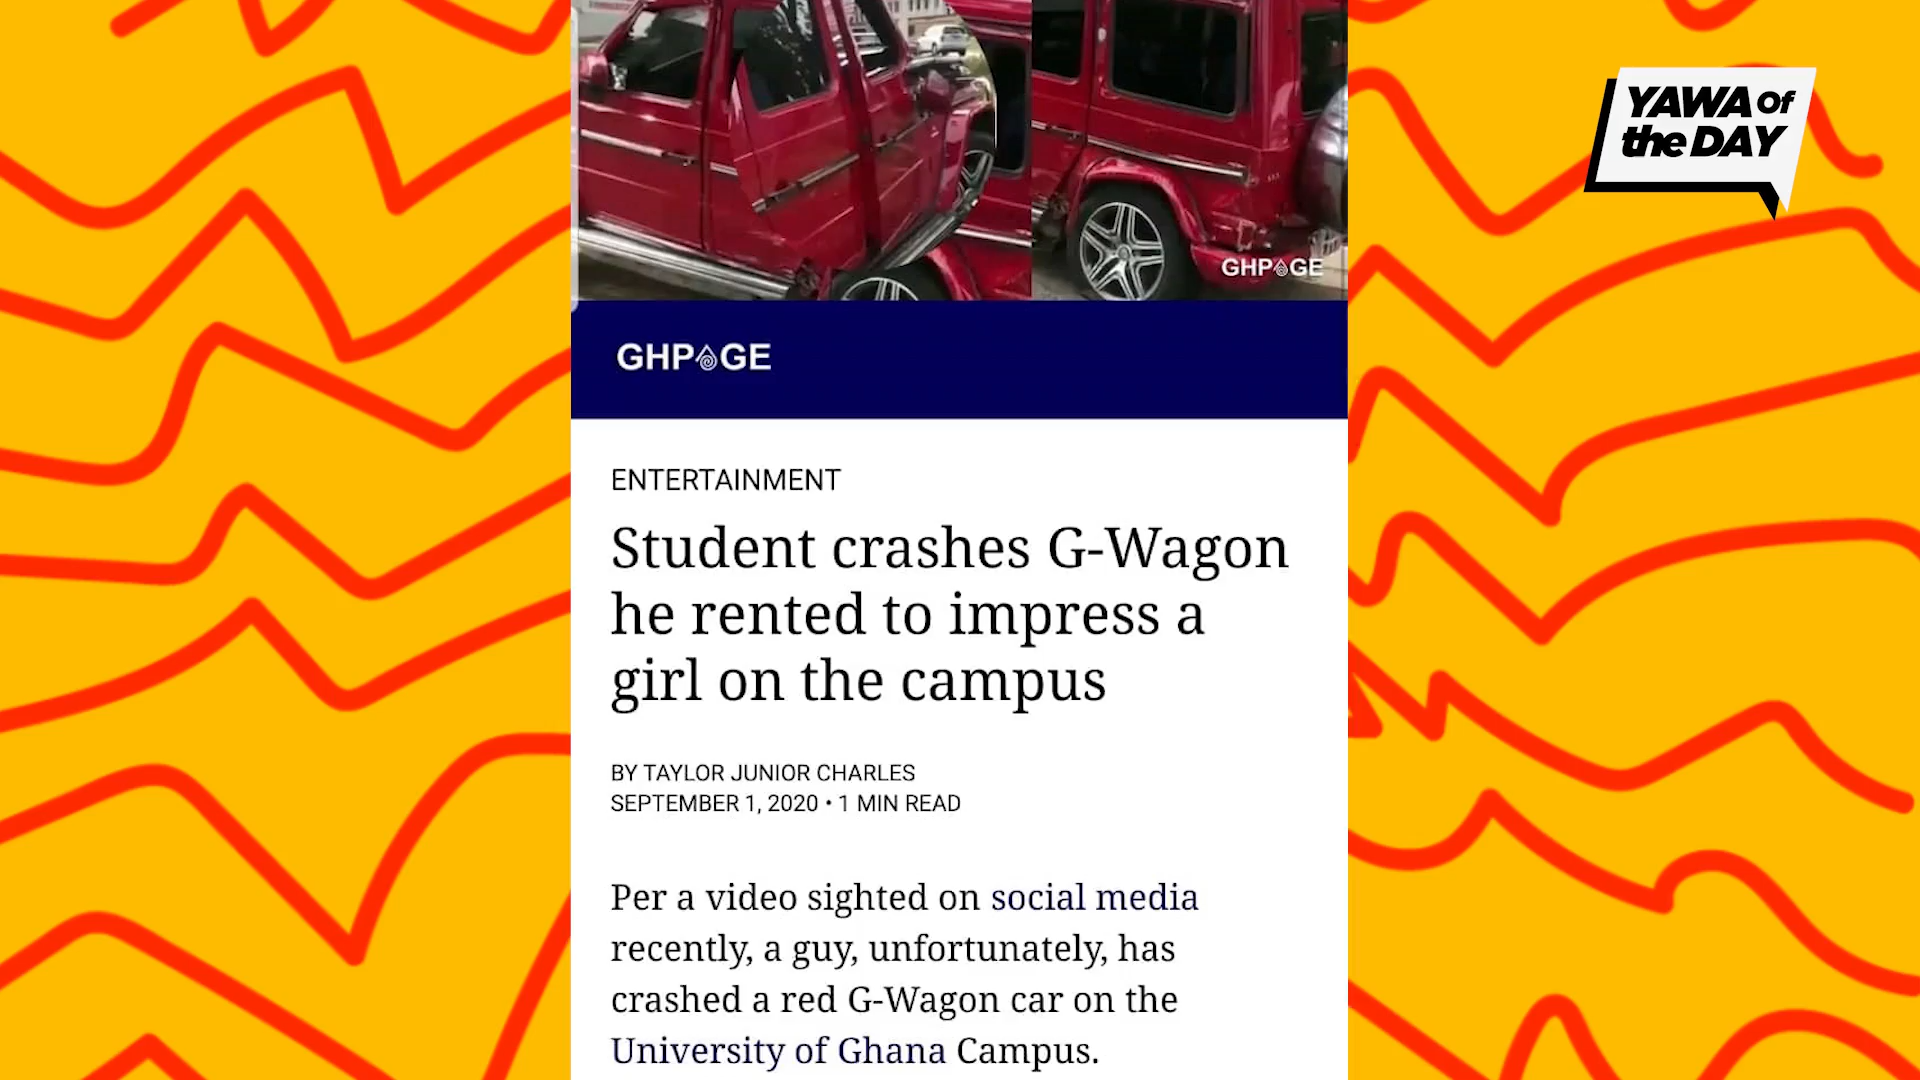 YAWA of
the DAY
GHPAGE
GHPAGE
ENTERTAINMENT
Student crashes G-Wagon
he rented to impress a
girl on the campus
BY TAYLOR JUNIOR CHARLES
SEPTEMBER 1, 2020 • 1 MIN READ
Per a video sighted on social media
recently, a guy, unfortunately, has
crashed a red G-Wagon car on the
University of Ghana Campus.